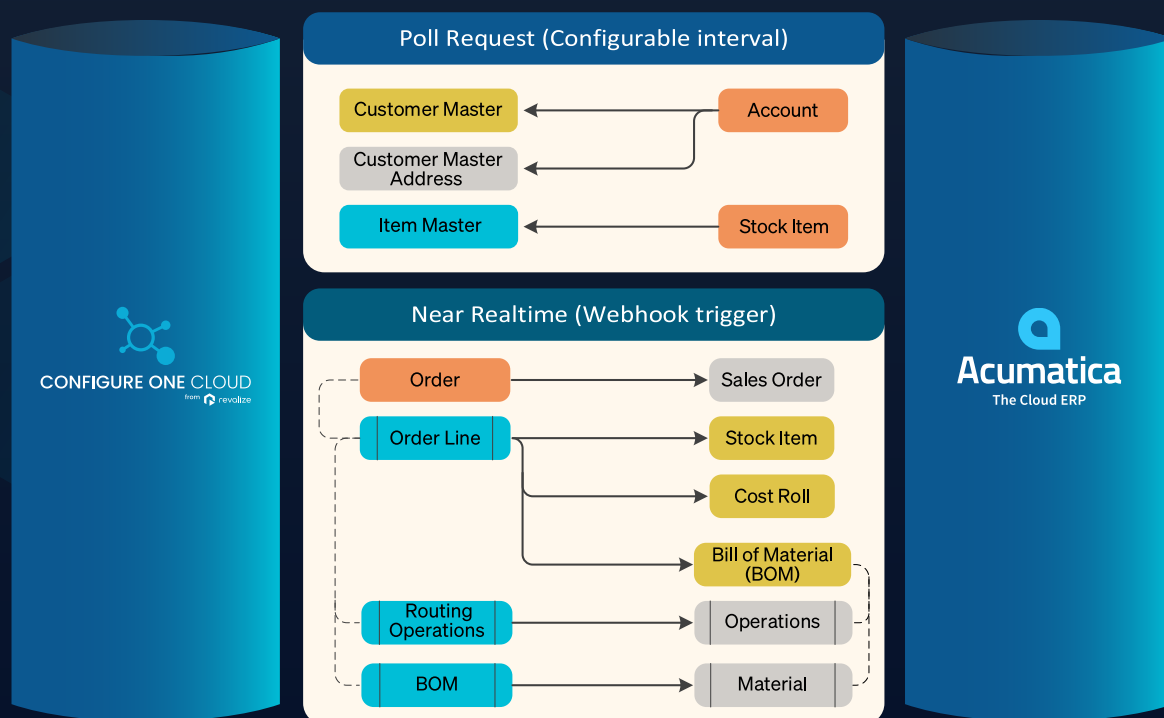 Poll Request (Configurable interval)
Customer Master
Account
Customer Master
Address
Item Master
Stock Item
CONFIGURE ONE CLOUD
from revalize
Near Realtime (Webhook trigger)
Order
Sales Order
Order Line
Stock Item
Cost Roll
Bill of Material
(BOM)
Routing
Operations
Operations
BOM
Material
Acumatica
The Cloud ERP